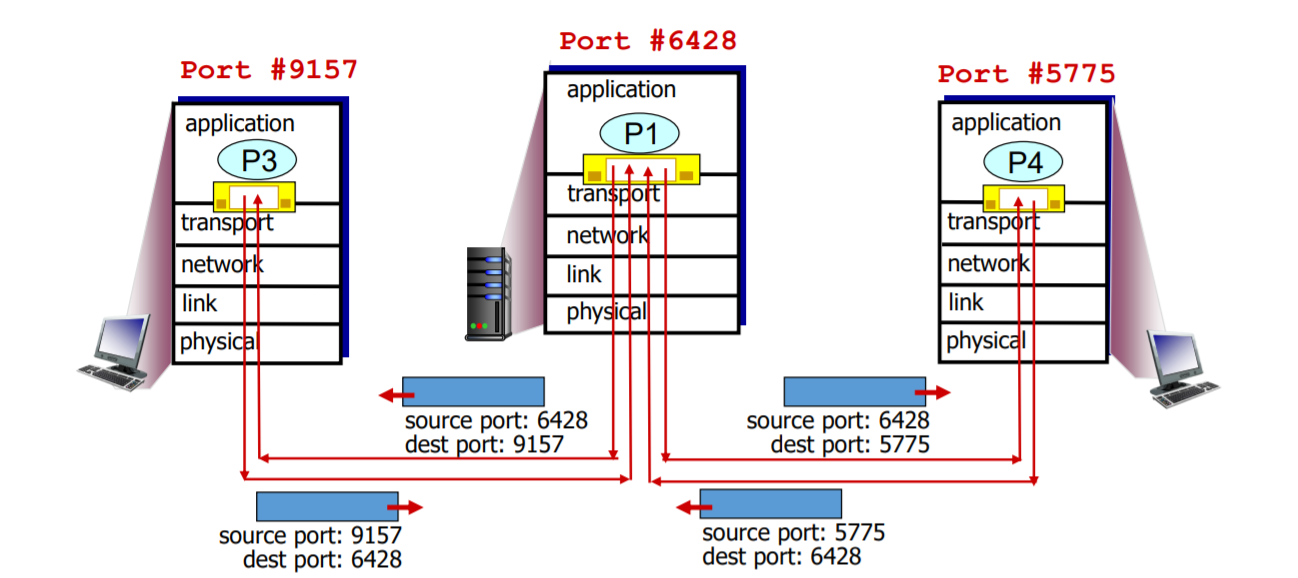 Port #9157
application
P3
transport
network
link
physical
Port #6428
application
P1
transport
network
link
physical
Port #5775
application
P4
transport
network
link
physical
source port: 6428
dest port: 9157
source port: 6428
dest port: 5775
source port: 9157
dest port: 6428
source port: 5775
dest port: 6428